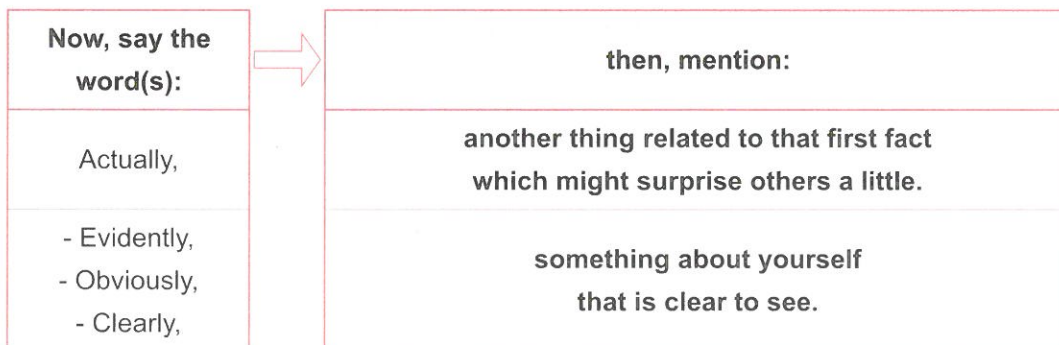 Now, say the
word(s):
then, mention:
Actually,
another thing related to that first fact
which might surprise others a little.
- Evidently,
- Obviously,
- Clearly,
something about yourself
that is clear to see.